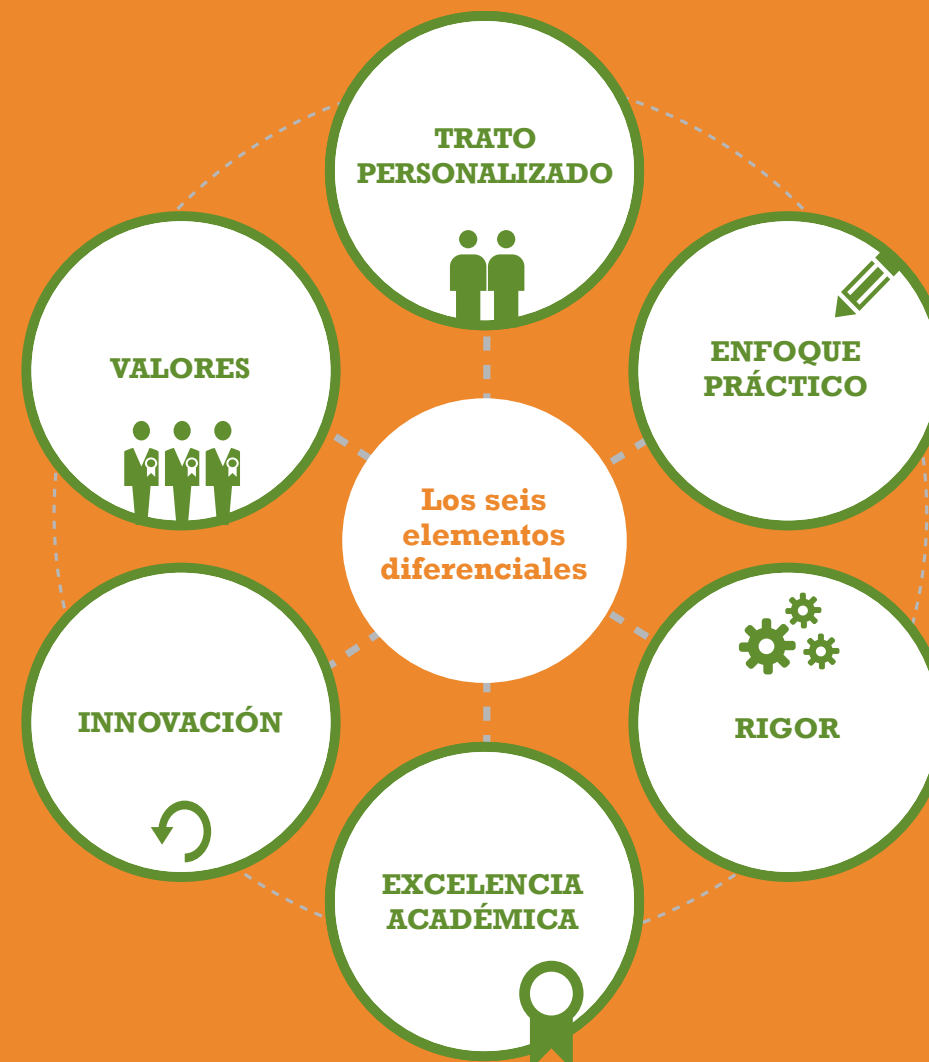 TRATO
PERSONALIZADO
VALORES
ENFOQUE
PRÁCTICO
Los seis
elementos
diferenciales
INNOVACIÓN
RIGOR
EXCELENCIA
ACADÉMICA